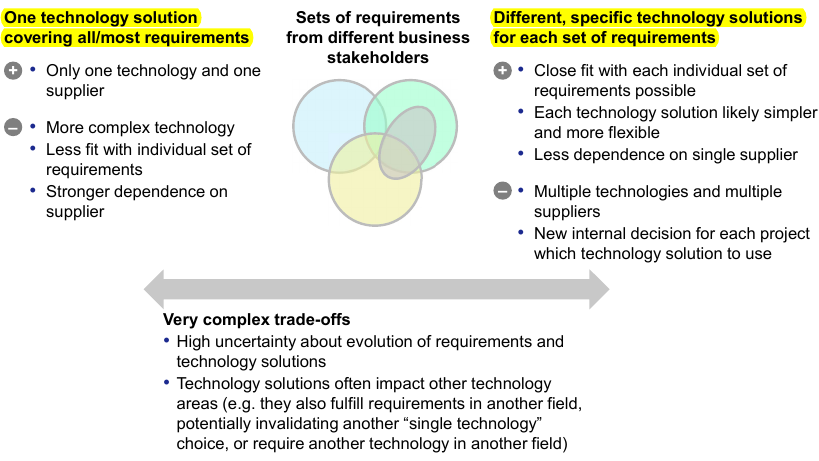 One technology solution
covering all/most requirements
+ • Only one technology and one
supplier
– • More complex technology
• Less fit with individual set of
requirements
• Stronger dependence on
supplier
Sets of requirements
from different business
stakeholders
Different, specific technology solutions
for each set of requirements
+ • Close fit with each individual set of
requirements possible
• Each technology solution likely simpler
and more flexible
• Less dependence on single supplier
– • Multiple technologies and multiple
suppliers
• New internal decision for each project
which technology solution to use
Very complex trade-offs
• High uncertainty about evolution of requirements and
technology solutions
• Technology solutions often impact other technology
areas (e.g. they also fulfill requirements in another field,
potentially invalidating another “single technology”
choice, or require another technology in another field)